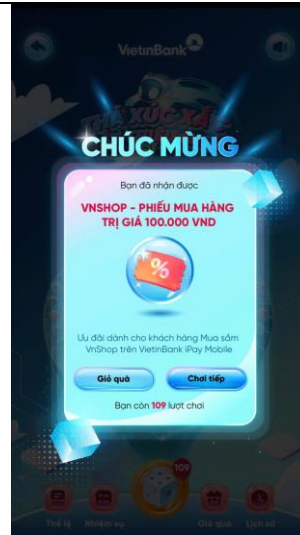 VietinBank
CHÚC MỪNG
Bạn đã nhận được
VNSHOP - PHIẾU MUA HÀNG
TRỊ GIÁ 100.000 VND
%
Ưu đãi dành cho khách hàng Mua sắm
VnShop trên VietinBank iPay Mobile
Giỏ quà
Chơi tiếp
Bạn còn 109 lượt chơi
109
Thể lệ
Nhiệm vụ
Giỏ quà
Lịch sử